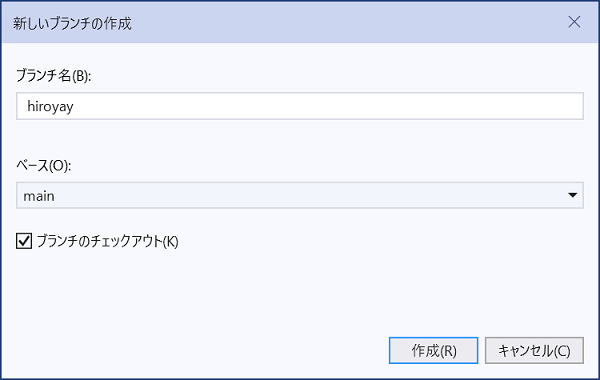 新しいブランチの作成
ブランチ名(B):
hiroyay
ベース(O):
main
ブランチのチェックアウト(K)
作成(R)
キャンセル(C)